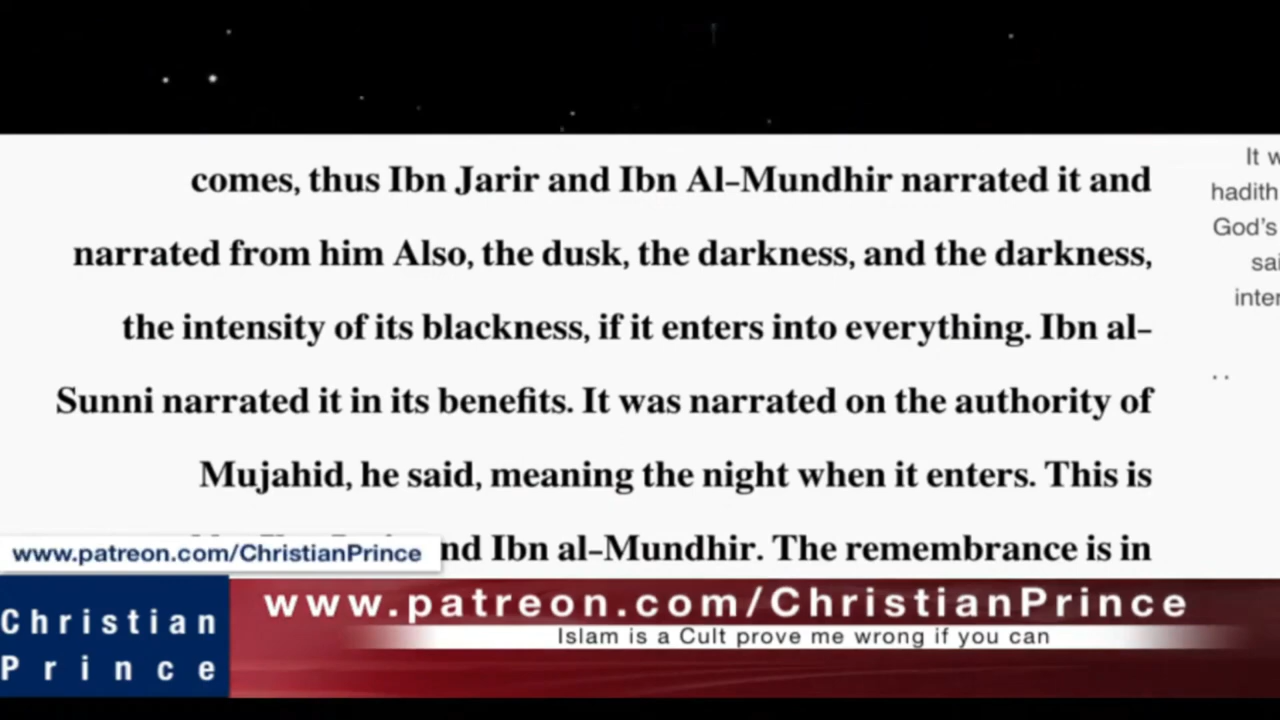 comes, thus Ibn Jarir and Ibn Al-Mundhir narrated it and
narrated from him Also, the dusk, the darkness, and the darkness,
the intensity of its blackness, if it enters into everything. Ibn al-
Sunni narrated it in its benefits. It was narrated on the authority of
Mujahid, he said, meaning the night when it enters. This is
nd Ibn al-Mundhir. The remembrance is in
It w
hadith
God's
sai
inter
..
www.patreon.com/ChristianPrince
Christian
Prince
www.patreon.com/ChristianPrince
Islam is a Cult prove me wrong if you can